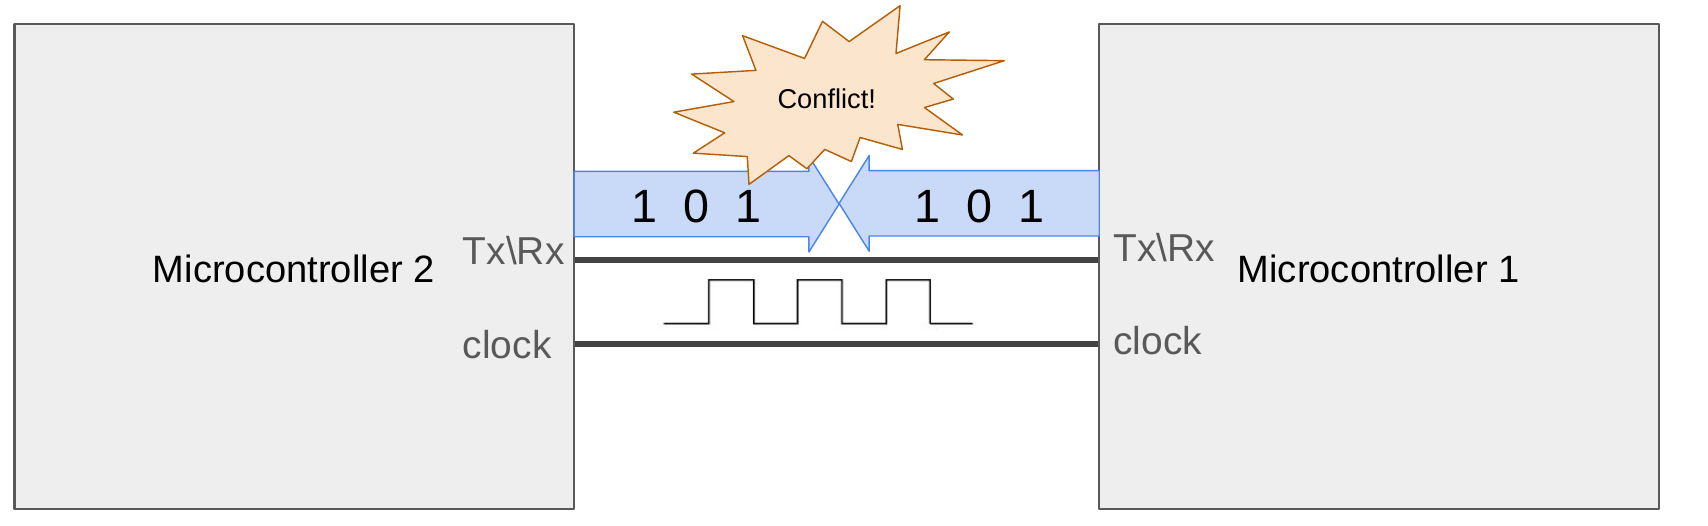 Conflict!
1 0 1
1 0 1
Tx\Rx
Tx\Rx
Microcontroller 2
Microcontroller 1
clock
clock